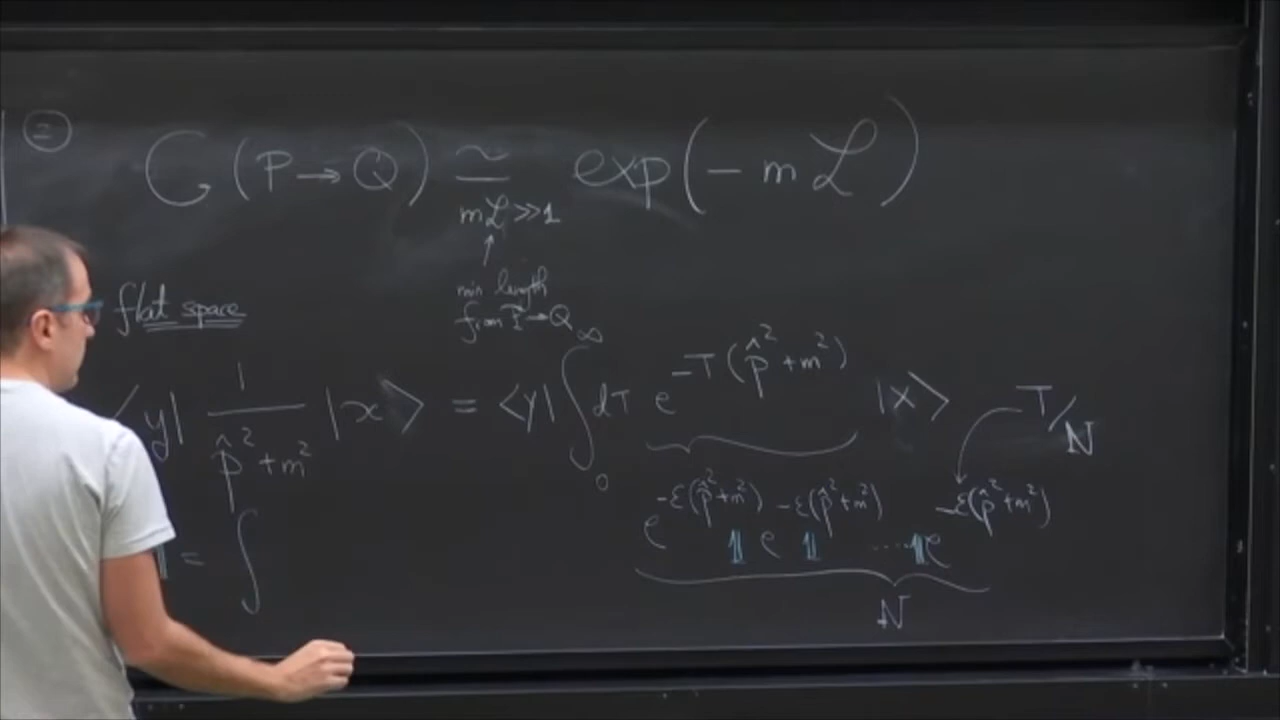 ②
G(P→Q) ≃ exp(-mℒ)
mℒ≫1
↑
min length
from P→Q
flat space
⟨y| 1/(p̂²+m²) |x⟩ = ⟨y| ∫₀^∞ dT e^{-T(p̂²+m²)} |x⟩ T/N
e^{-ε(p̂²+m²)} 𝟙 e^{-ε(p̂²+m²)} 𝟙 ....𝟙 e^{-ε(p̂²+m²)}
N
𝟙 = ∫